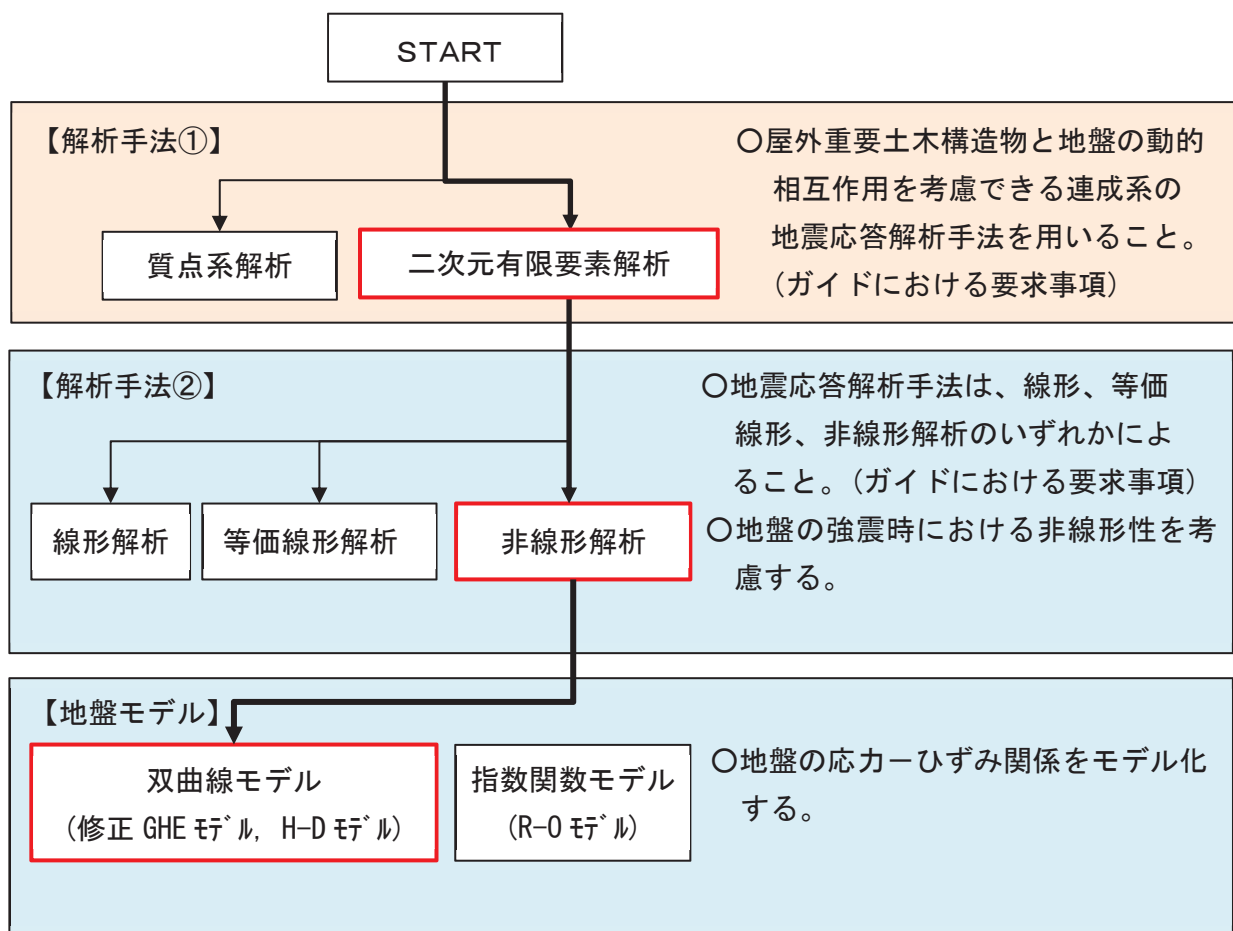 START
【解析手法①】
質点系解析
二次元有限要素解析
○屋外重要土木構造物と地盤の動的
相互作用を考慮できる連成系の
地震応答解析手法を用いること。
(ガイドにおける要求事項)
【解析手法②】
線形解析
等価線形解析
非線形解析
○地震応答解析手法は、線形、等価
線形、非線形解析のいずれかによ
ること。(ガイドにおける要求事項)
○地盤の強震時における非線形性を考
慮する。
【地盤モデル】
双曲線モデル
(修正 GHE ﾓﾃﾞﾙ, H-D ﾓﾃﾞﾙ)
指数関数モデル
(R-O ﾓﾃﾞﾙ)
○地盤の応力－ひずみ関係をモデル化
する。